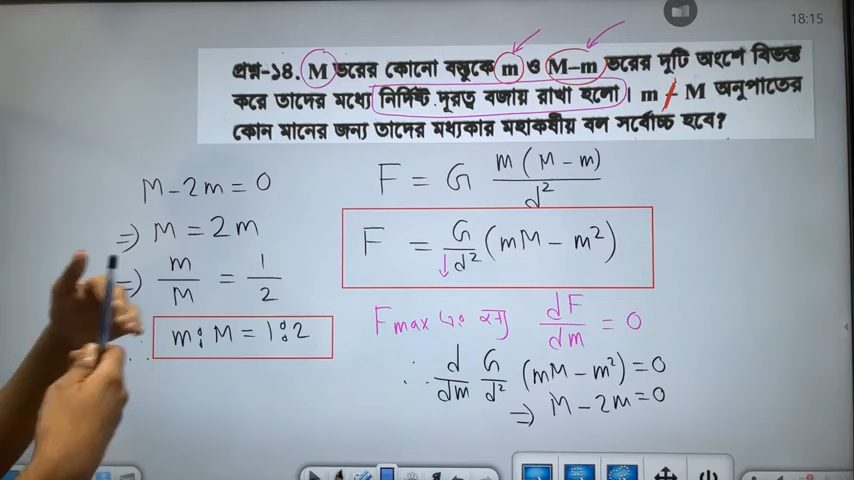 18:15
প্রশ্ন-১৪. M ভরের কোনো বস্তুকে m ও M–m ভরের দুটি অংশে বিভক্ত
করে তাদের মধ্যে নির্দিষ্ট দূরত্ব বজায় রাখা হলো। m / M অনুপাতের
কোন মানের জন্য তাদের মধ্যকার মহাকর্ষীয় বল সর্বোচ্চ হবে?
M - 2m = 0
⇒ M = 2m
⇒ m/M = 1/2
∴ m : M = 1 : 2
F = G m(M - m)/d²
F = G/d² (mM - m²)
Fmax এর জন্য dF/dm = 0
∴ d/dm G/d² (mM - m²) = 0
⇒ M - 2m = 0